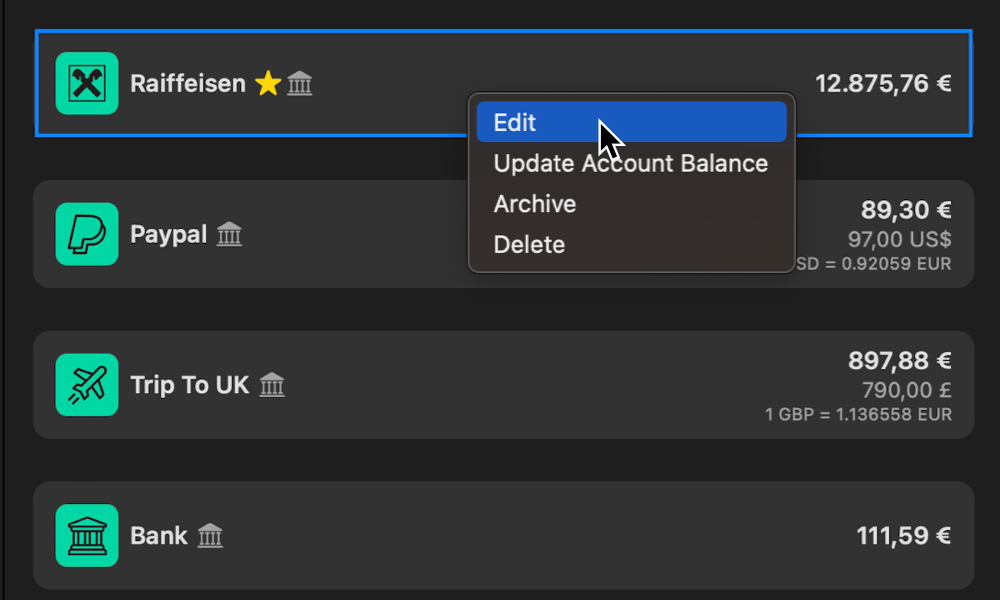 Raiffeisen ⭐ 🏛
12.875,76 €
Edit
Update Account Balance
Archive
Delete
Paypal 🏛
89,30 €
97,00 US$
= 0.92059 EUR
Trip To UK 🏛
897,88 €
790,00 £
1 GBP = 1.136558 EUR
Bank 🏛
111,59 €